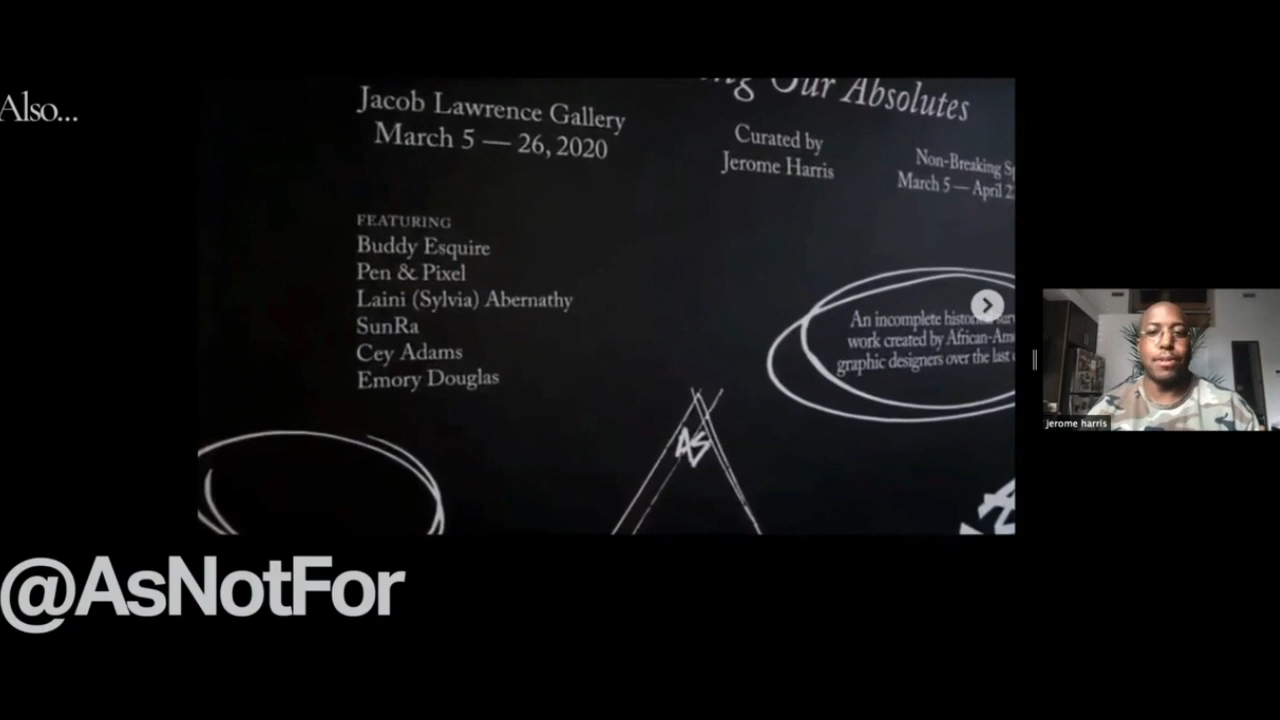 Also...
Our Absolutes
Jacob Lawrence Gallery
March 5 — 26, 2020
Curated by
Jerome Harris
Non-Breaking
March 5 — April
FEATURING
Buddy Esquire
Pen & Pixel
Laini (Sylvia) Abernathy
SunRa
Cey Adams
Emory Douglas
An incomplete
work created by
graphic designers over the last
AS
@AsNotFor
Jerome harris